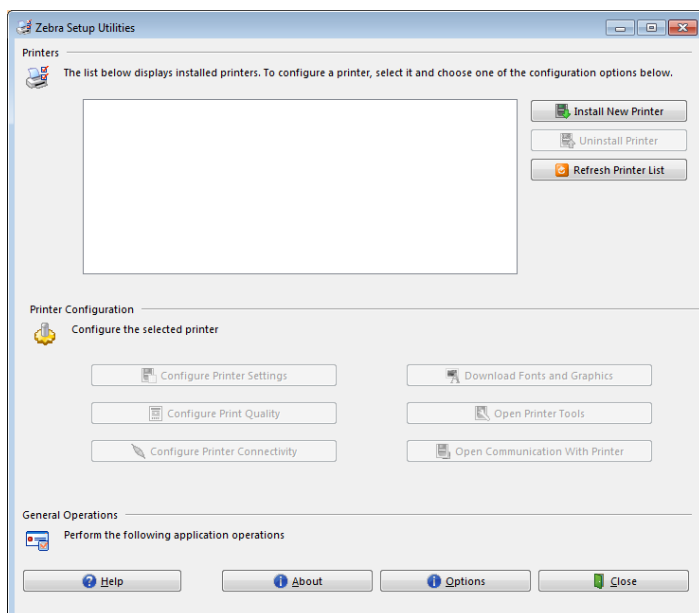 Zebra Setup Utilities
Printers
The list below displays installed printers. To configure a printer, select it and choose one of the configuration options below.
Install New Printer
Uninstall Printer
Refresh Printer List
Printer Configuration
Configure the selected printer
Configure Printer Settings
Download Fonts and Graphics
Configure Print Quality
Open Printer Tools
Configure Printer Connectivity
Open Communication With Printer
General Operations
Perform the following application operations
Help
About
Options
Close